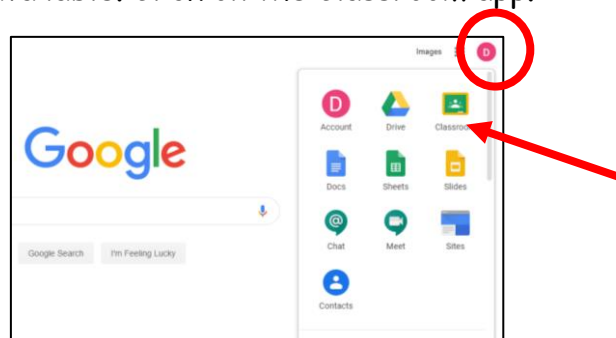 Images
D
D
Account Drive Classroo
Google
Docs Sheets Slides
Google Search I'm Feeling Lucky
Chat Meet Sites
Contacts